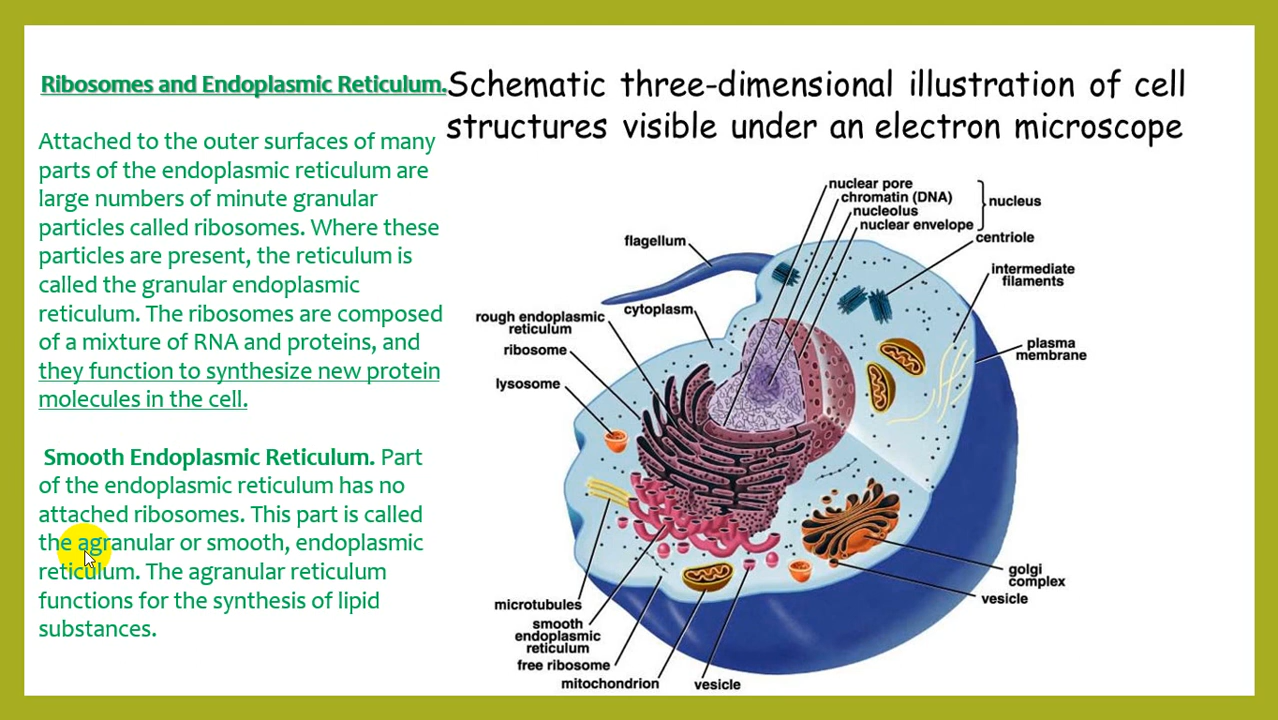 Ribosomes and Endoplasmic Reticulum.
Attached to the outer surfaces of many
parts of the endoplasmic reticulum are
large numbers of minute granular
particles called ribosomes. Where these
particles are present, the reticulum is
called the granular endoplasmic
reticulum. The ribosomes are composed
of a mixture of RNA and proteins, and
they function to synthesize new protein
molecules in the cell.
Smooth Endoplasmic Reticulum. Part
of the endoplasmic reticulum has no
attached ribosomes. This part is called
the agranular or smooth, endoplasmic
reticulum. The agranular reticulum
functions for the synthesis of lipid
substances.
Schematic three-dimensional illustration of cell
structures visible under an electron microscope
nuclear pore
chromatin (DNA)
nucleolus
nuclear envelope
nucleus
centriole
flagellum
intermediate
filaments
cytoplasm
rough endoplasmic
reticulum
ribosome
lysosome
plasma
membrane
golgi
complex
vesicle
microtubules
smooth
endoplasmic
reticulum
free ribosome
mitochondrion
vesicle